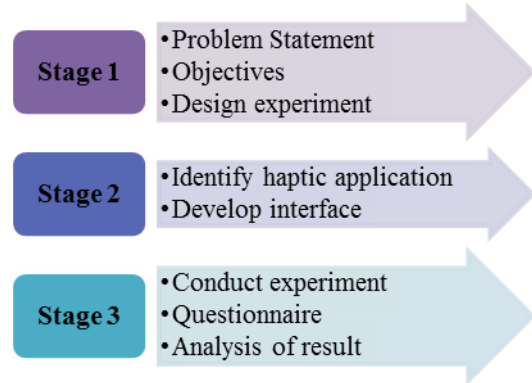 Stage 1
•Problem Statement
•Objectives
•Design experiment
Stage 2
•Identify haptic application
•Develop interface
Stage 3
•Conduct experiment
•Questionnaire
•Analysis of result